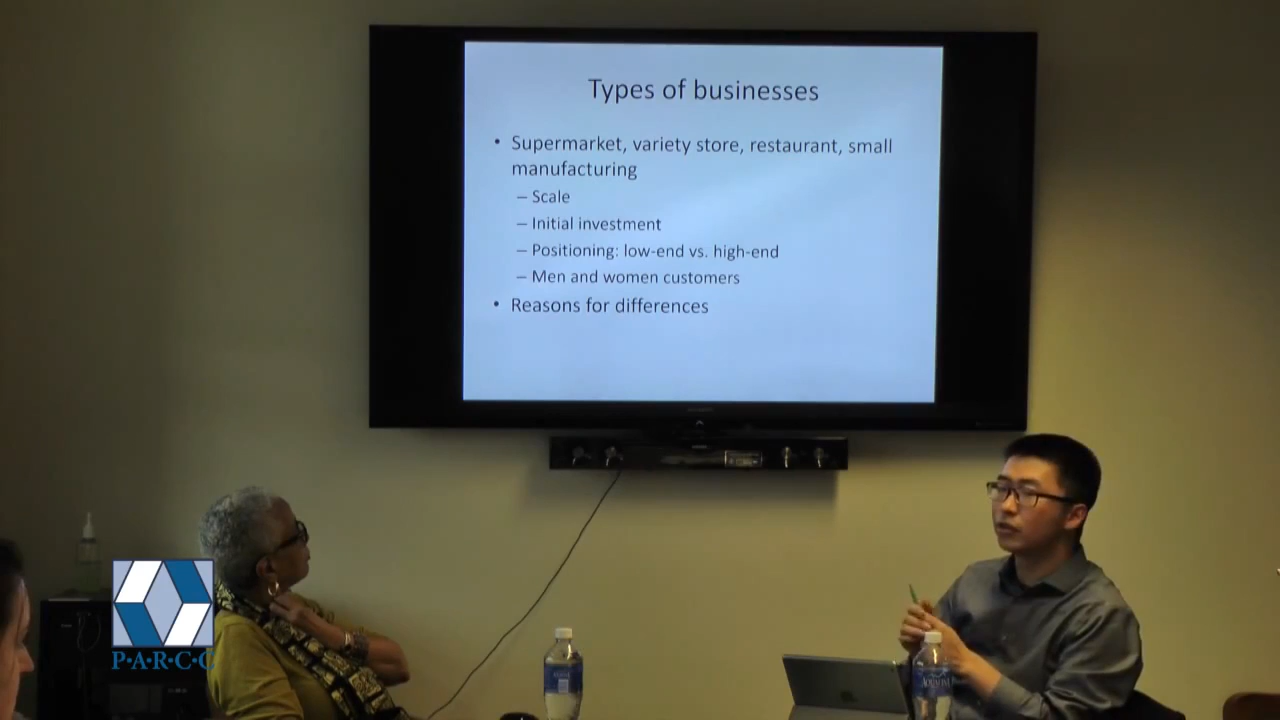 Types of businesses
• Supermarket, variety store, restaurant, small
manufacturing
– Scale
– Initial investment
– Positioning: low-end vs. high-end
– Men and women customers
• Reasons for differences
P·A·R·C·C
AQUAFINA